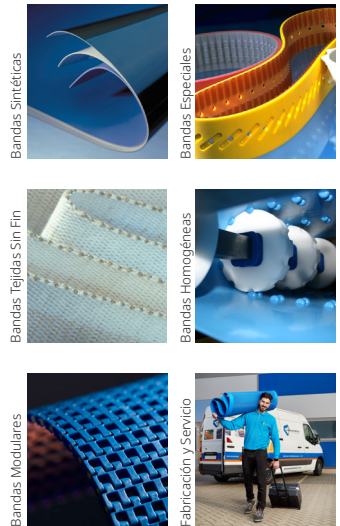 Bandas Sintéticas
Bandas Especiales
Bandas Tejidas Sin Fin
Bandas Homogéneas
Bandas Modulares
Fabricación y Servicio